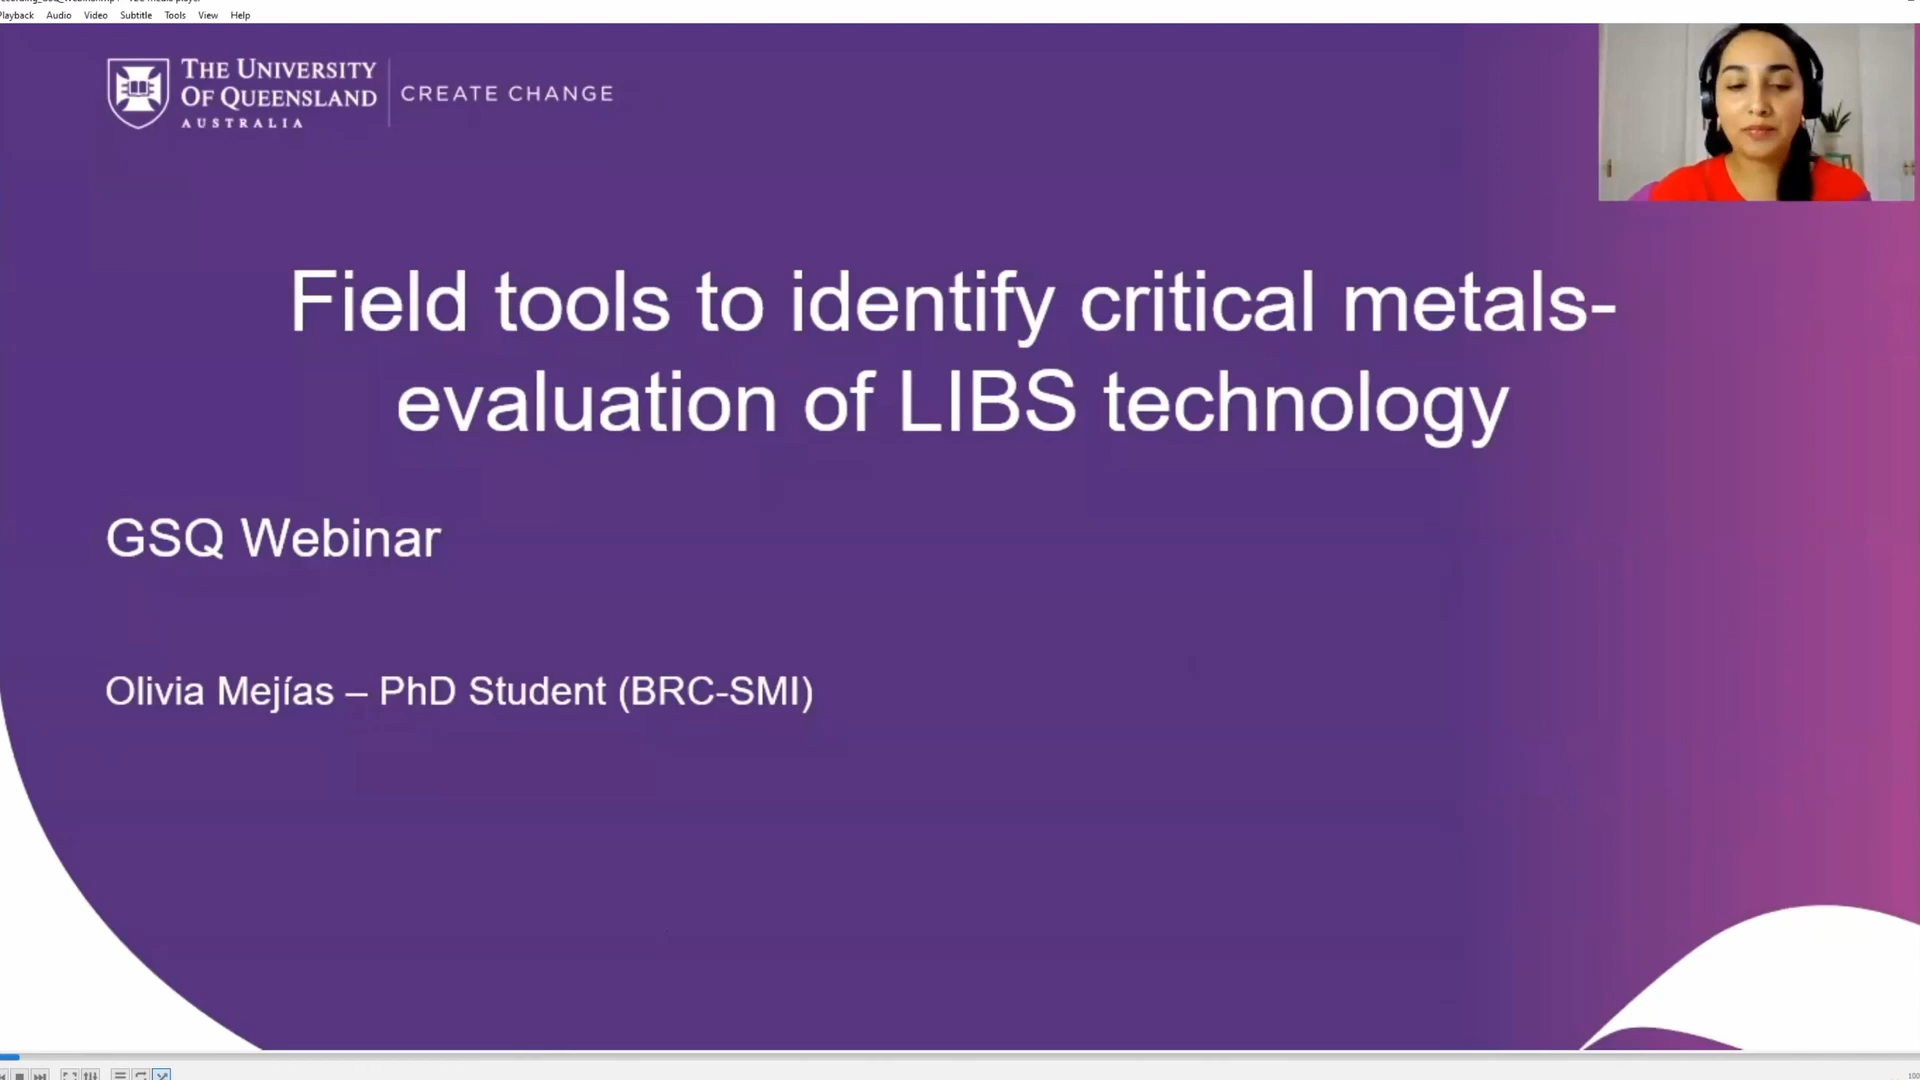 Playback Audio Video Subtitle Tools View Help
THE UNIVERSITY
OF QUEENSLAND
AUSTRALIA
CREATE CHANGE
Field tools to identify critical metals-
evaluation of LIBS technology
GSQ Webinar
Olivia Mejías – PhD Student (BRC-SMI)